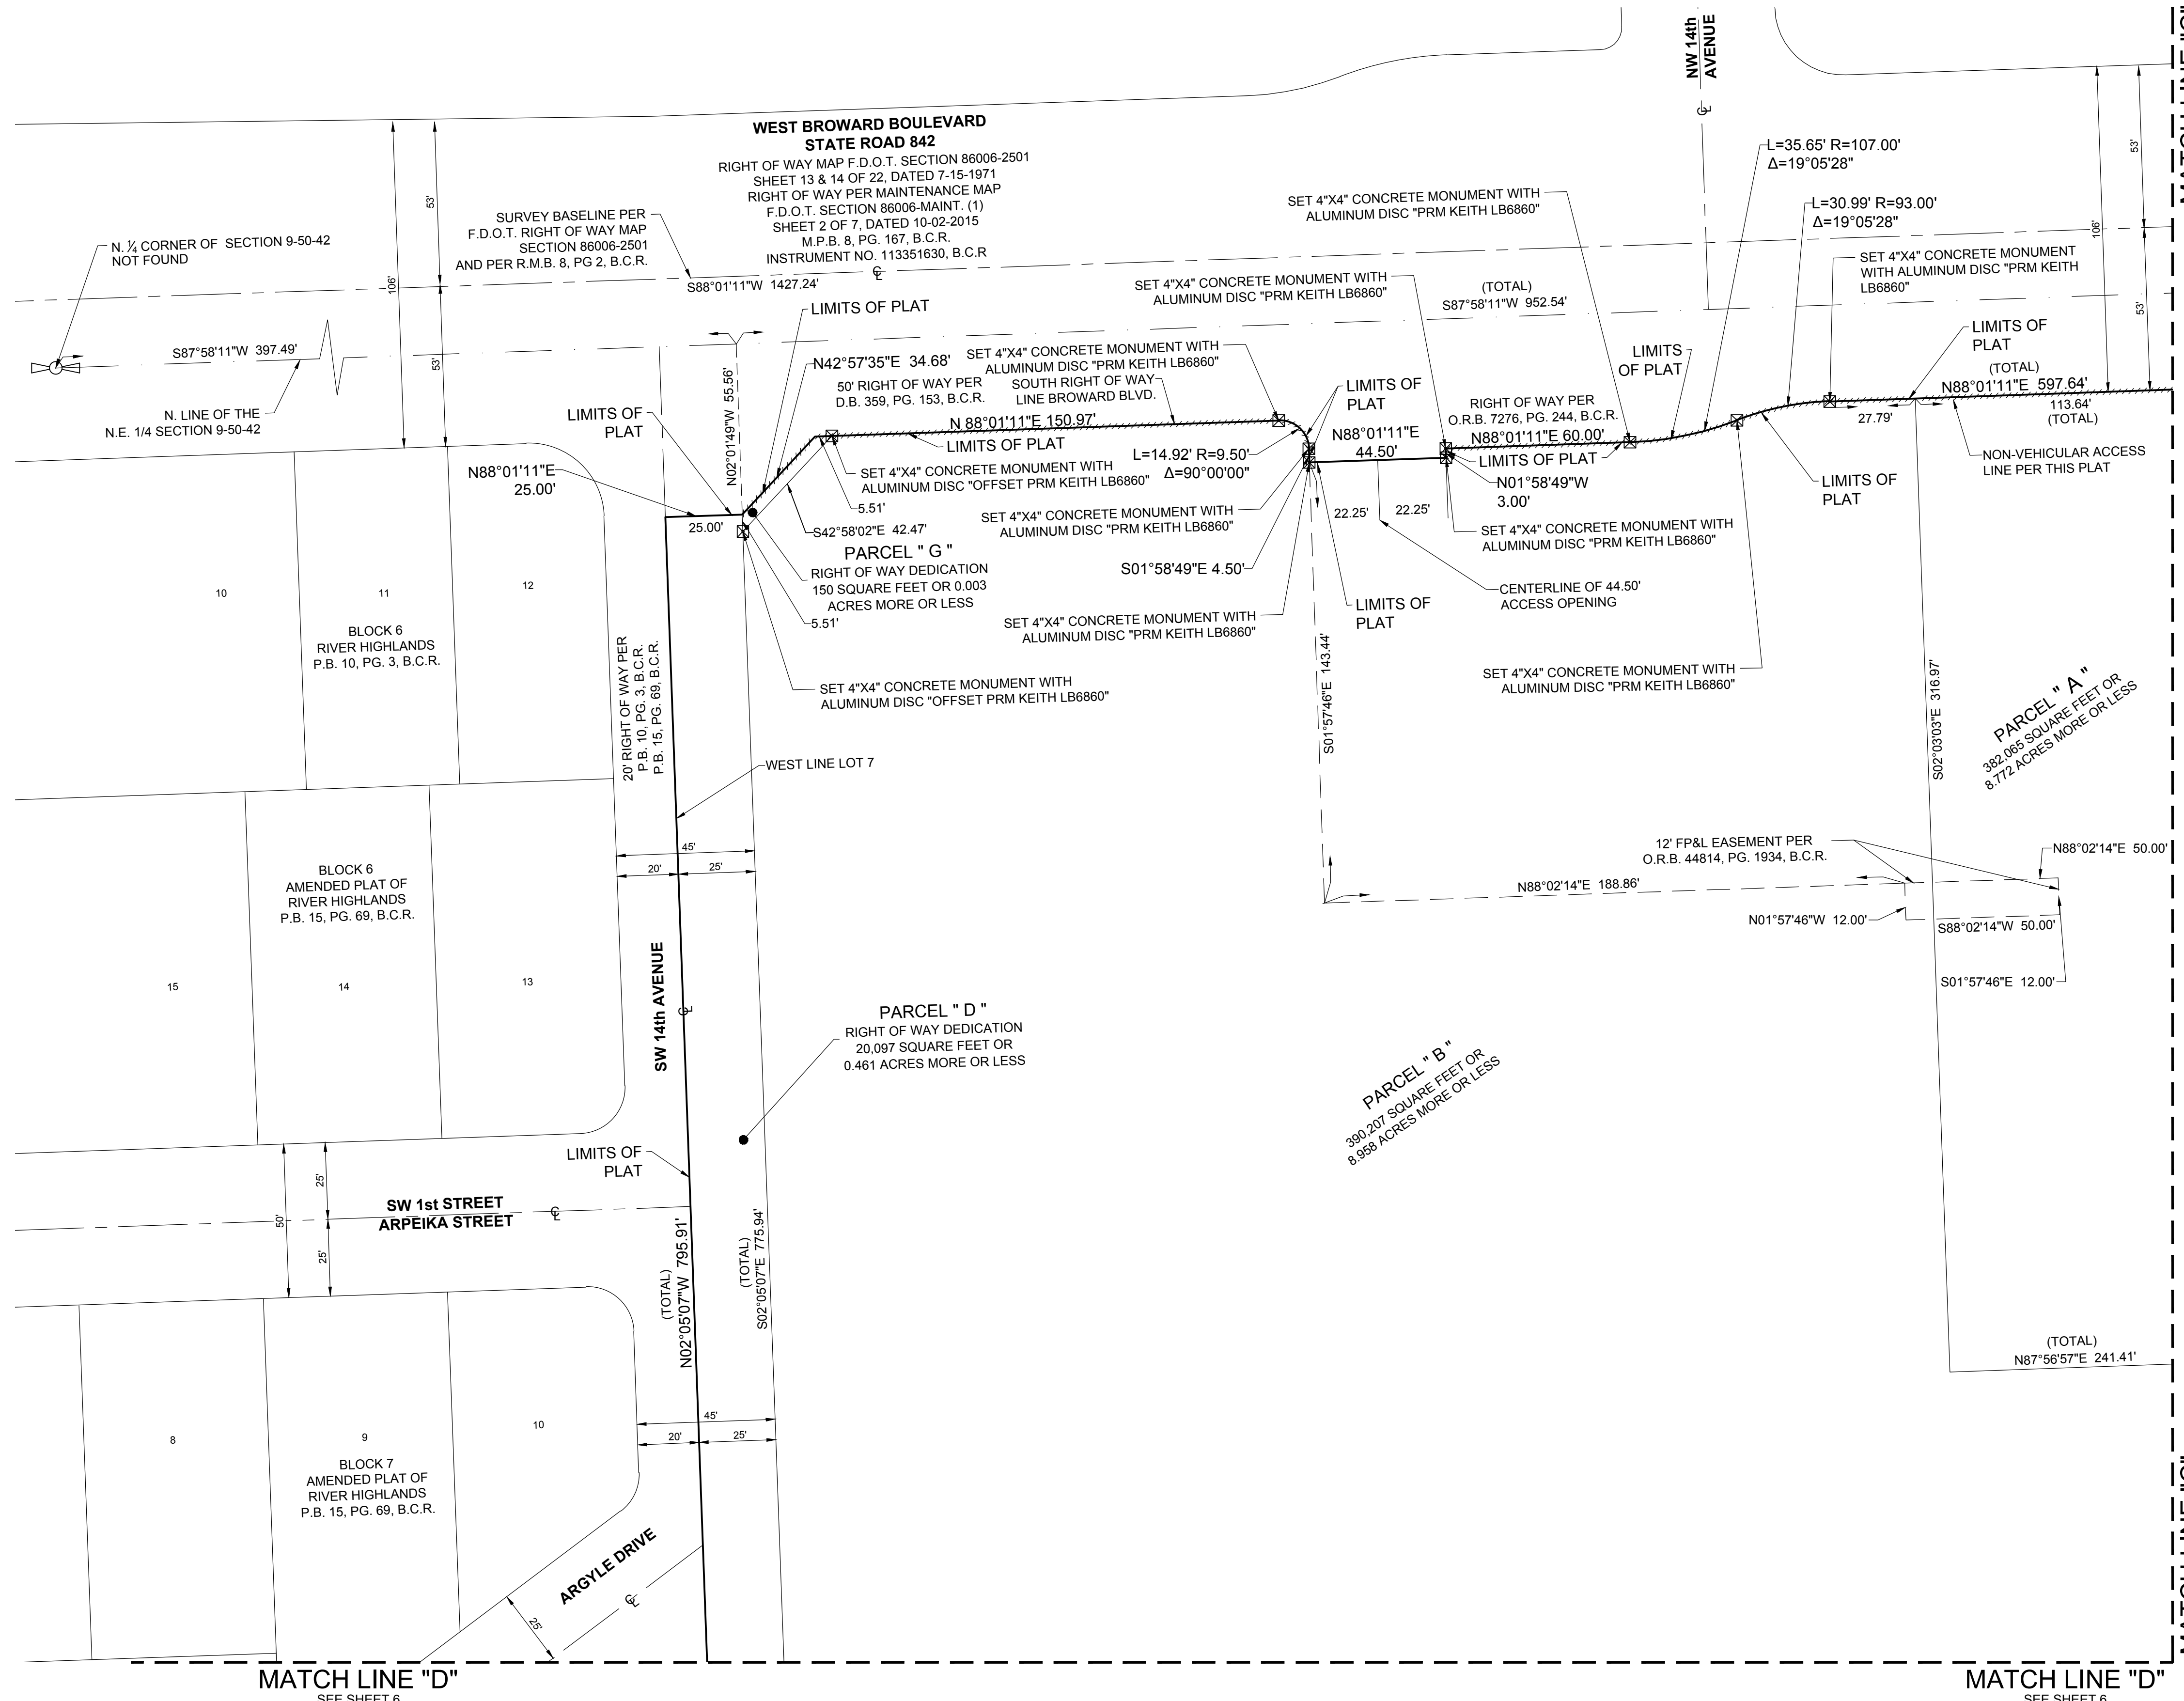 NW 14th
AVENUE
MATCH LINE "C"
WEST BROWARD BOULEVARD
STATE ROAD 842
RIGHT OF WAY MAP F.D.O.T. SECTION 86006-2501
SHEET 13 & 14 OF 22, DATED 7-15-1971
RIGHT OF WAY PER MAINTENANCE MAP
F.D.O.T. SECTION 86006-MAINT. (1)
SHEET 2 OF 7, DATED 10-02-2015
M.P.B. 8, PG. 167, B.C.R.
INSTRUMENT NO. 113351630, B.C.R
SURVEY BASELINE PER
F.D.O.T. RIGHT OF WAY MAP
SECTION 86006-2501
AND PER R.M.B. 8, PG 2, B.C.R.
N. ¼ CORNER OF SECTION 9-50-42
NOT FOUND
106'
53'
53'
S88°01'11"W 1427.24'
LIMITS OF PLAT
S87°58'11"W 397.49'
N. LINE OF THE
N.E. 1/4 SECTION 9-50-42
L=35.65' R=107.00'
Δ=19°05'28"
L=30.99' R=93.00'
Δ=19°05'28"
53'
106'
53'
SET 4"X4" CONCRETE MONUMENT WITH
ALUMINUM DISC "PRM KEITH LB6860"
SET 4"X4" CONCRETE MONUMENT
WITH ALUMINUM DISC "PRM KEITH
LB6860"
SET 4"X4" CONCRETE MONUMENT WITH
ALUMINUM DISC "PRM KEITH LB6860"
(TOTAL)
S87°58'11"W 952.54'
LIMITS OF
PLAT
(TOTAL)
N88°01'11"E 597.64'
113.64'
(TOTAL)
27.79'
NON-VEHICULAR ACCESS
LINE PER THIS PLAT
LIMITS
OF PLAT
LIMITS OF
PLAT
N42°57'35"E 34.68'
SET 4"X4" CONCRETE MONUMENT WITH
ALUMINUM DISC "PRM KEITH LB6860"
50' RIGHT OF WAY PER
D.B. 359, PG. 153, B.C.R.
SOUTH RIGHT OF WAY
LINE BROWARD BLVD.
N02°01'49"W 55.56'
LIMITS OF
PLAT
N 88°01'11"E 150.97'
LIMITS OF PLAT
LIMITS OF
PLAT
N88°01'11"E
44.50'
RIGHT OF WAY PER
O.R.B. 7276, PG. 244, B.C.R.
N88°01'11"E 60.00'
LIMITS OF PLAT
N01°58'49"W
3.00'
L=14.92' R=9.50'
Δ=90°00'00"
N88°01'11"E
25.00'
25.00'
SET 4"X4" CONCRETE MONUMENT WITH
ALUMINUM DISC "OFFSET PRM KEITH LB6860"
5.51'
S42°58'02"E 42.47'
SET 4"X4" CONCRETE MONUMENT WITH
ALUMINUM DISC "PRM KEITH LB6860"
22.25'
22.25'
SET 4"X4" CONCRETE MONUMENT WITH
ALUMINUM DISC "PRM KEITH LB6860"
PARCEL " G "
RIGHT OF WAY DEDICATION
150 SQUARE FEET OR 0.003
ACRES MORE OR LESS
5.51'
S01°58'49"E 4.50'
CENTERLINE OF 44.50'
ACCESS OPENING
LIMITS OF
PLAT
SET 4"X4" CONCRETE MONUMENT WITH
ALUMINUM DISC "PRM KEITH LB6860"
SET 4"X4" CONCRETE MONUMENT WITH
ALUMINUM DISC "PRM KEITH LB6860"
SET 4"X4" CONCRETE MONUMENT WITH
ALUMINUM DISC "OFFSET PRM KEITH LB6860"
S01°57'46"E 143.44'
S02°03'03"E 316.97'
PARCEL " A "
382,065 SQUARE FEET OR
8.772 ACRES MORE OR LESS
10
11
12
BLOCK 6
RIVER HIGHLANDS
P.B. 10, PG. 3, B.C.R.
20' RIGHT OF WAY PER
P.B. 10, PG. 3, B.C.R.
P.B. 15, PG. 69, B.C.R.
WEST LINE LOT 7
45'
20'
25'
12' FP&L EASEMENT PER
O.R.B. 44814, PG. 1934, B.C.R.
N88°02'14"E 50.00'
N88°02'14"E 188.86'
N01°57'46"W 12.00'
S88°02'14"W 50.00'
S01°57'46"E 12.00'
BLOCK 6
AMENDED PLAT OF
RIVER HIGHLANDS
P.B. 15, PG. 69, B.C.R.
15
14
13
SW 14th AVENUE
PARCEL " D "
RIGHT OF WAY DEDICATION
20,097 SQUARE FEET OR
0.461 ACRES MORE OR LESS
PARCEL " B "
390,207 SQUARE FEET OR
8.958 ACRES MORE OR LESS
LIMITS OF
PLAT
25'
50'
25'
SW 1st STREET
ARPEIKA STREET
(TOTAL)
N02°05'07"W 795.91'
(TOTAL)
S02°05'07"E 775.94'
(TOTAL)
N87°56'57"E 241.41'
45'
20'
25'
8
9
10
BLOCK 7
AMENDED PLAT OF
RIVER HIGHLANDS
P.B. 15, PG. 69, B.C.R.
ARGYLE DRIVE
25'
MATCH LINE "C"
MATCH LINE "D"
SEE SHEET 6
MATCH LINE "D"
SEE SHEET 6